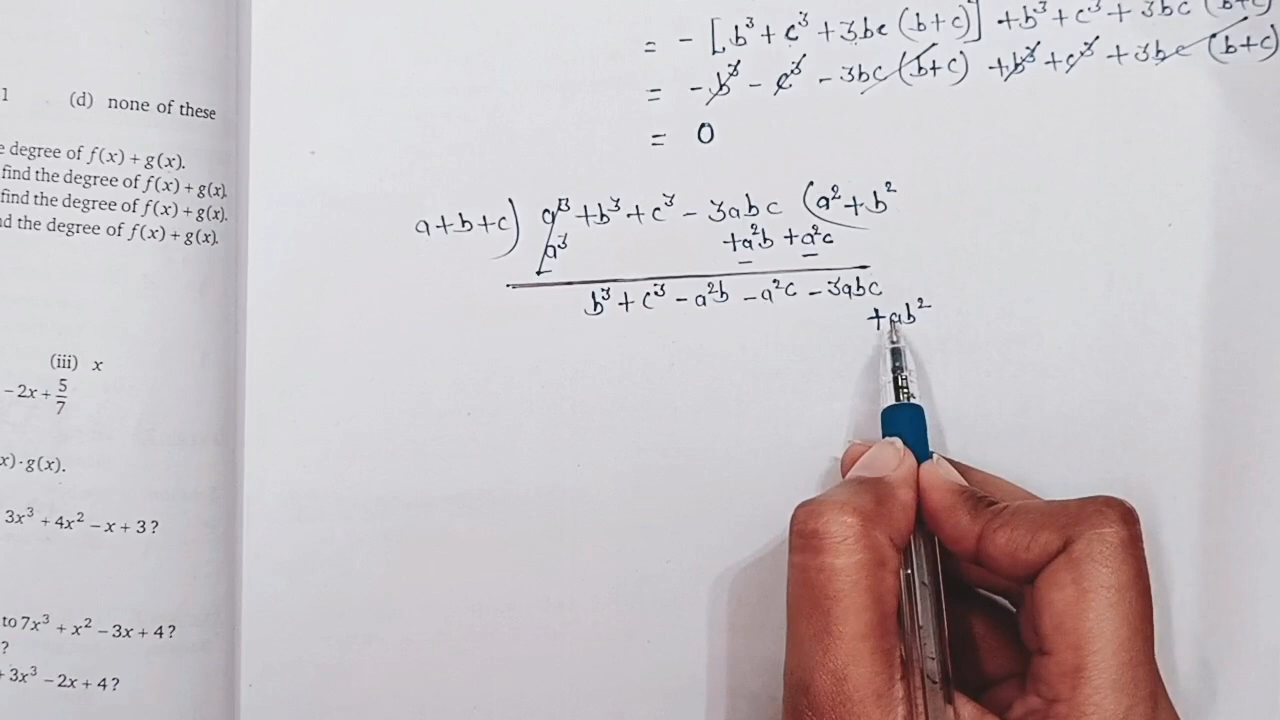 1 (d) none of these
e degree of f(x) + g(x).
find the degree of f(x) + g(x).
find the degree of f(x) + g(x).
nd the degree of f(x) + g(x).
(iii) x
- 2x + 5/7
x) · g(x).
3x³ + 4x² - x + 3?
to 7x³ + x² - 3x + 4?
?
+ 3x³ - 2x + 4?
= - [b³ + c³ + 3bc (b+c)] + b³ + c³ + 3bc (b+c)
= - b³ - c³ - 3bc (b+c) + b³ + c³ + 3bc (b+c)
= 0
a+b+c) a³ + b³ + c³ - 3abc (a² + b²
a³ + a²b + a²c
- - -
b³ + c³ - a²b - a²c - 3abc
+ ab²